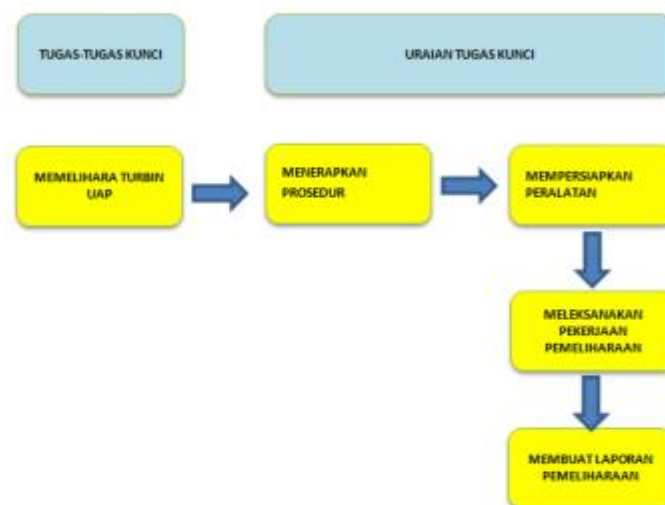 TUGAS-TUGAS KUNCI
URAIAN TUGAS KUNCI
MEMELIHARA TURBIN
UAP
MENERAPKAN
PROSEDUR
MEMPERSIAPKAN
PERALATAN
MELEKSANAKAN
PEKERJAAN
PEMELIHARAAN
MEMBUAT LAPORAN
PEMELIHARAAN